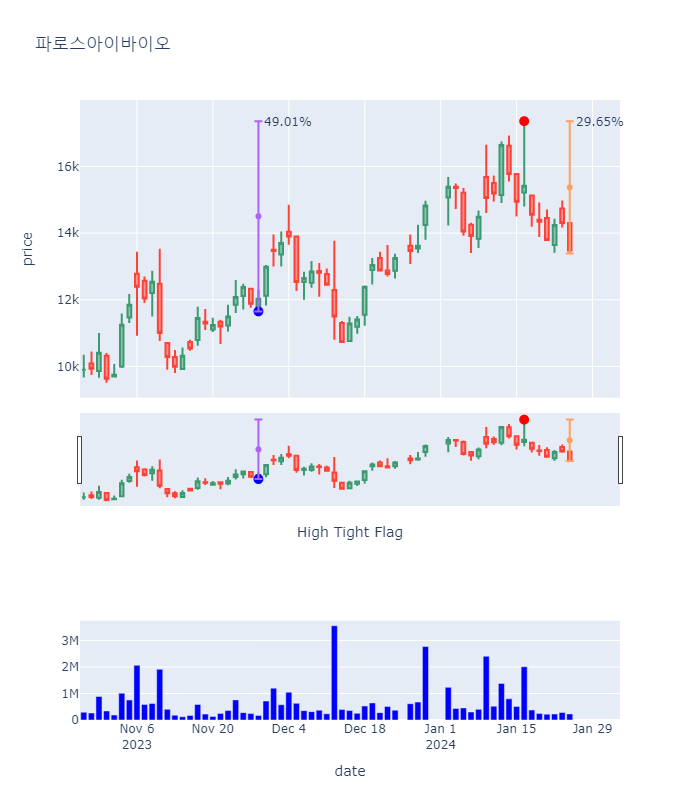 파로스아이바이오
49.01%
29.65%
16k
14k
12k
10k
price
High Tight Flag
3M
2M
1M
0
Nov 6
2023
Nov 20
Dec 4
Dec 18
Jan 1
2024
Jan 15
Jan 29
date